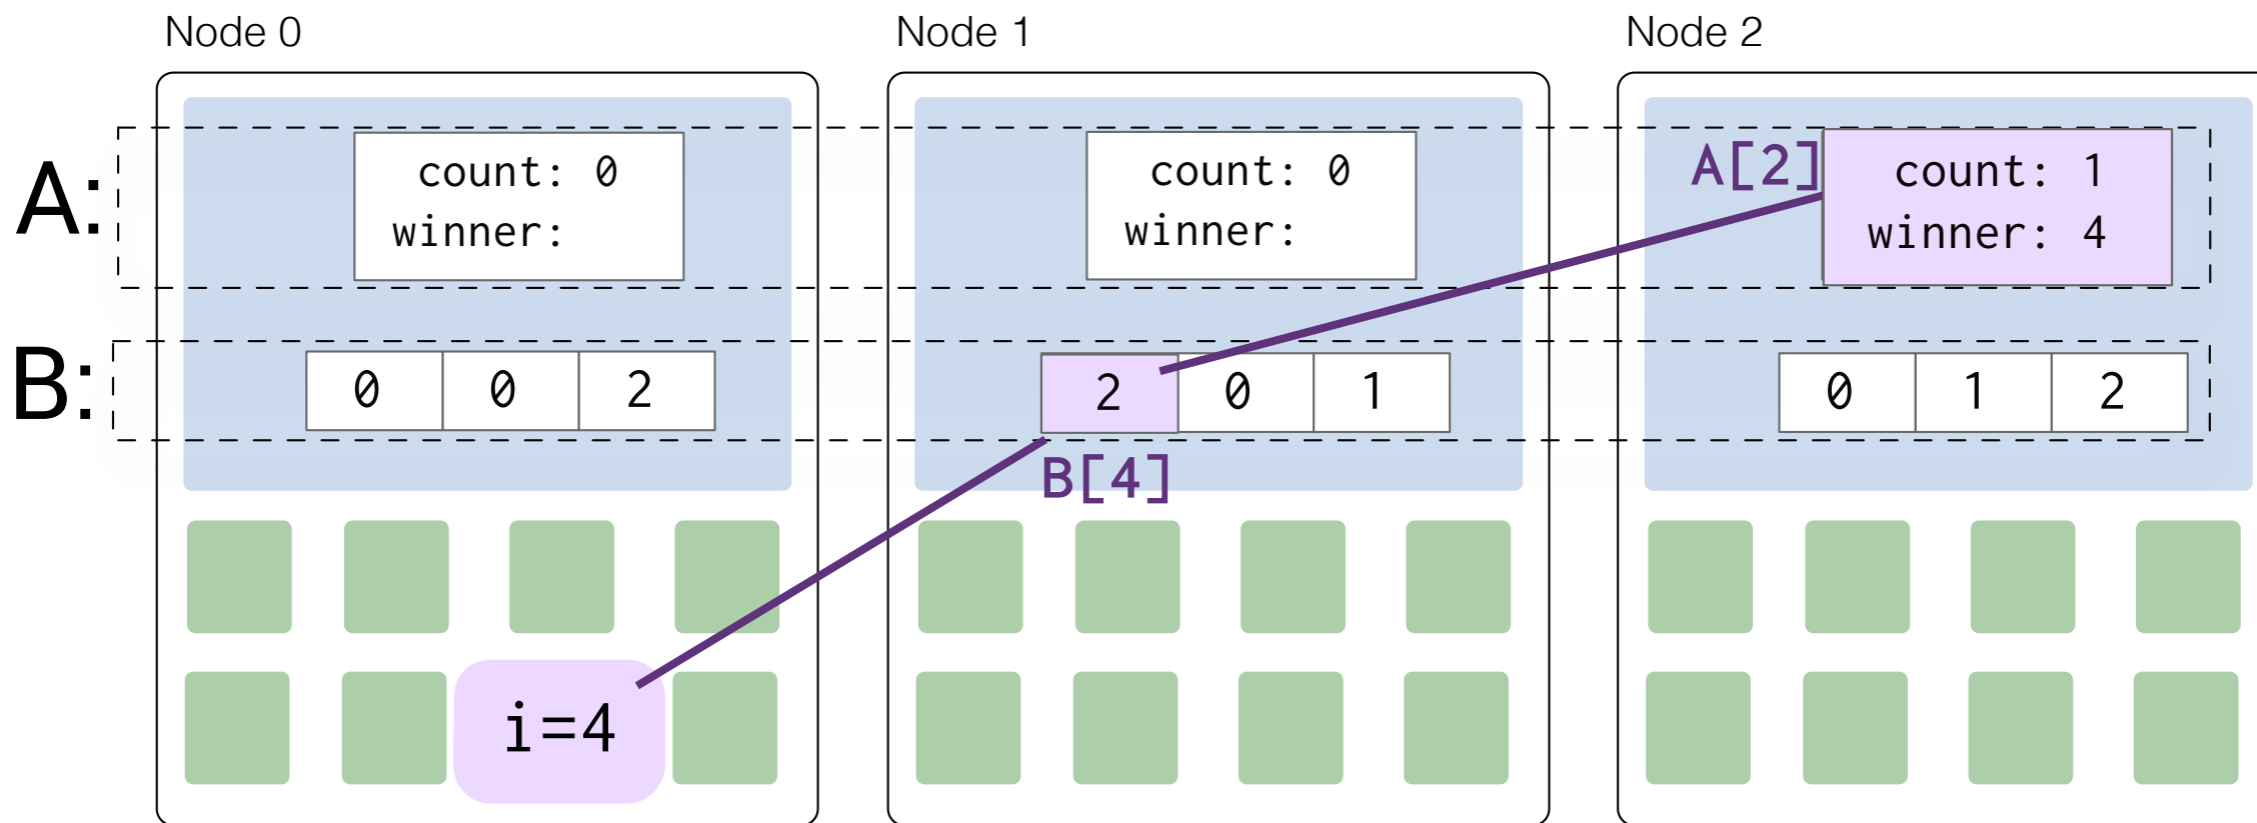 Node 0
Node 1
Node 2
A:
count: 0
winner:
count: 0
winner:
A[2]
count: 1
winner: 4
B:
0 0 2
2 0 1
0 1 2
B[4]
i=4